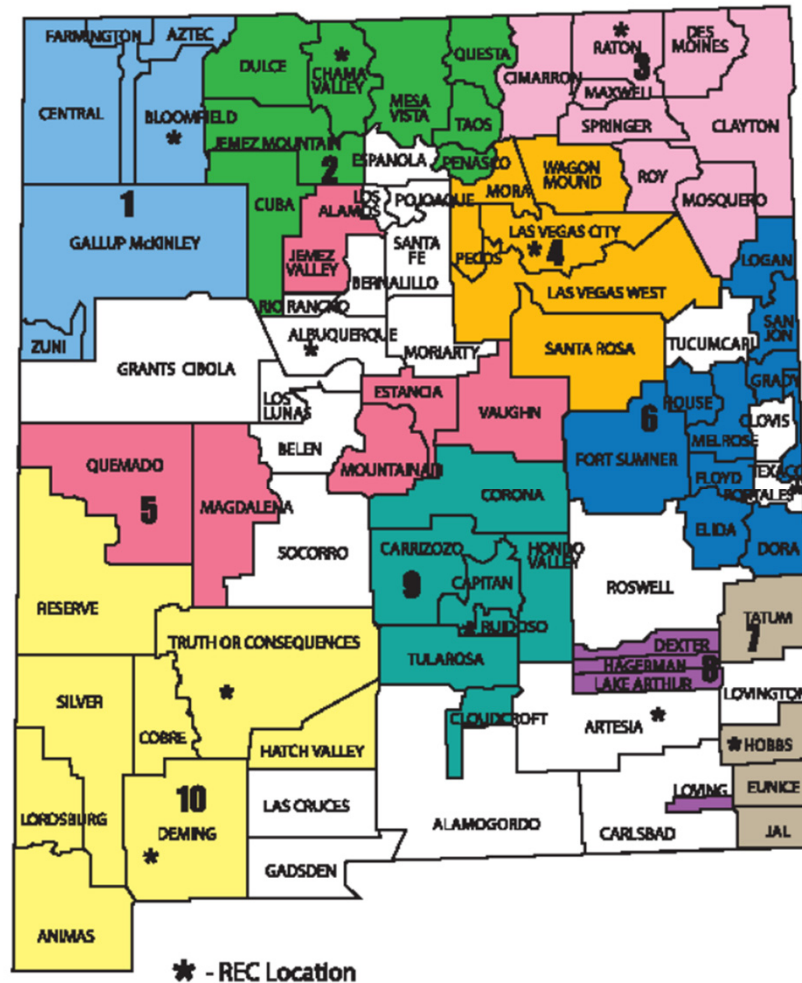 FARMINGTON
AZTEC
CENTRAL
BLOOMFIELD
*
1
GALLUP McKINLEY
ZUNI
DULCE
*
CHAMA
VALLEY
MESA
VISTA
QUESTA
TAOS
PENASCO
JEMEZ MOUNTAIN
2
CUBA
ESPANOLA
LOS
ALAMOS
POJOAQUE
JEMEZ
VALLEY
SANTA
FE
BERNALILLO
RIO RANCHO
ALBUQUERQUE
*
MORIARTY
CIMARRON
*
RATON
3
DES
MOINES
MAXWELL
SPRINGER
CLAYTON
ROY
MOSQUERO
WAGON
MOUND
MORA
LAS VEGAS CITY
* 4
PECOS
LAS VEGAS WEST
SANTA ROSA
LOGAN
TUCUMCARI
SAN
JON
GRADY
HOUSE
6
CLOVIS
MELROSE
FORT SUMNER
FLOYD
TEXICO
PORTALES
*
ELIDA
DORA
GRANTS CIBOLA
LOS
LUNAS
BELEN
ESTANCIA
VAUGHN
MOUNTAINAIR
QUEMADO
5
MAGDALENA
SOCORRO
CORONA
CARRIZOZO
HONDO
VALLEY
9
CAPITAN
* RUIDOSO
TULAROSA
CLOUDCROFT
ROSWELL
TATUM
7
DEXTER
HAGERMAN
8
LAKE ARTHUR
LOVINGTON
ARTESIA *
* HOBBS
LOVING
EUNICE
CARLSBAD
JAL
RESERVE
TRUTH OR CONSEQUENCES
*
SILVER
COBRE
HATCH VALLEY
10
LORDSBURG
DEMING
*
LAS CRUCES
GADSDEN
ALAMOGORDO
ANIMAS
* - REC Location